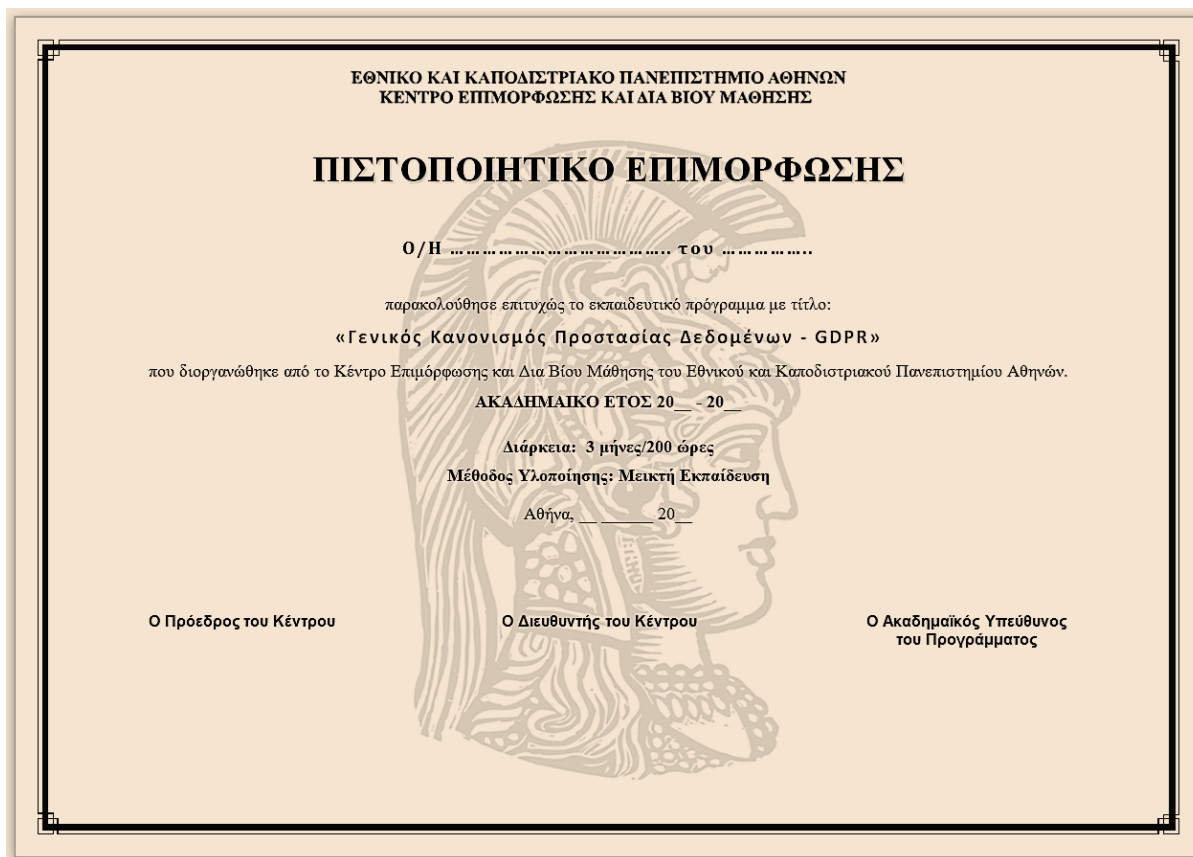 ΕΘΝΙΚΟ ΚΑΙ ΚΑΠΟΔΙΣΤΡΙΑΚΟ ΠΑΝΕΠΙΣΤΗΜΙΟ ΑΘΗΝΩΝ
ΚΕΝΤΡΟ ΕΠΙΜΟΡΦΩΣΗΣ ΚΑΙ ΔΙΑ ΒΙΟΥ ΜΑΘΗΣΗΣ
ΠΙΣΤΟΠΟΙΗΤΙΚΟ ΕΠΙΜΟΡΦΩΣΗΣ
Ο/Η ………………………………….. του ……………..
παρακολούθησε επιτυχώς το εκπαιδευτικό πρόγραμμα με τίτλο:
«Γενικός Κανονισμός Προστασίας Δεδομένων - GDPR»
που διοργανώθηκε από το Κέντρο Επιμόρφωσης και Δια Βίου Μάθησης του Εθνικού και Καποδιστριακού Πανεπιστημίου Αθηνών.
ΑΚΑΔΗΜΑΙΚΟ ΕΤΟΣ 20__ - 20__
Διάρκεια: 3 μήνες/200 ώρες
Μέθοδος Υλοποίησης: Μεικτή Εκπαίδευση
Αθήνα, __ ______ 20__
Ο Πρόεδρος του Κέντρου
Ο Διευθυντής του Κέντρου
Ο Ακαδημαϊκός Υπεύθυνος
του Προγράμματος